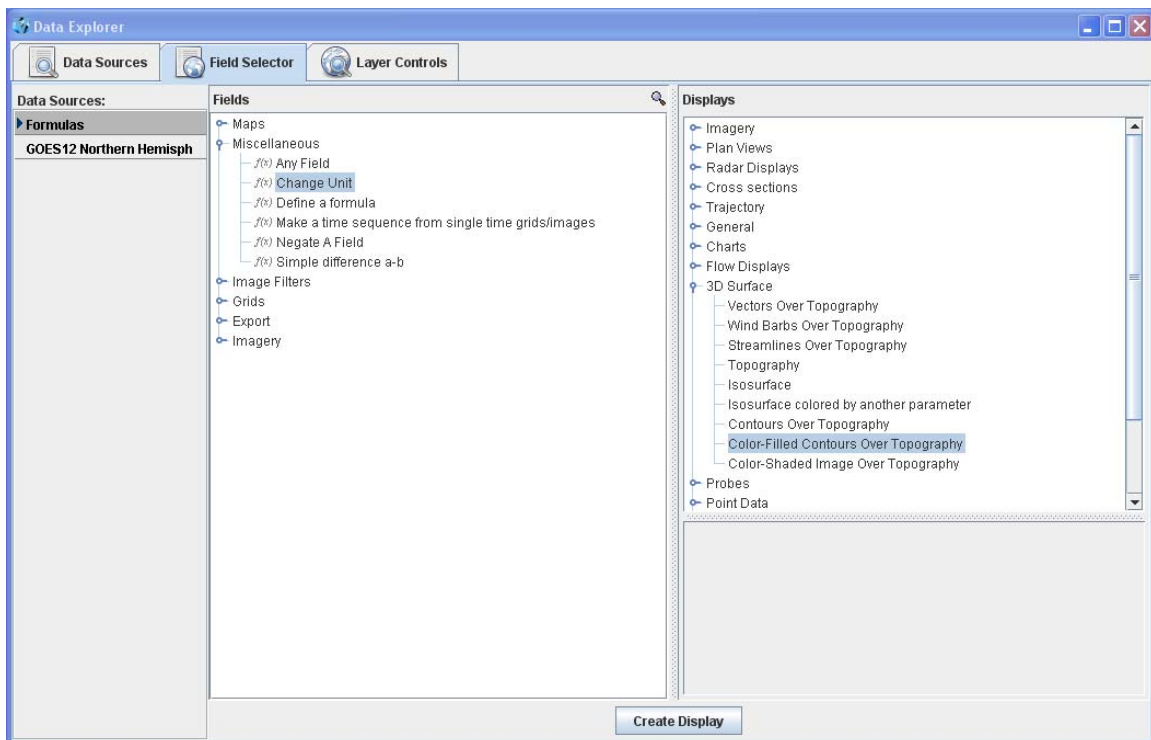 Data Explorer
Data Sources
Field Selector
Layer Controls
Data Sources:
Formulas
GOES12 Northern Hemisph
Fields
Maps
Miscellaneous
f(x) Any Field
f(x) Change Unit
f(x) Define a formula
f(x) Make a time sequence from single time grids/images
f(x) Negate A Field
f(x) Simple difference a-b
Image Filters
Grids
Export
Imagery
Displays
Imagery
Plan Views
Radar Displays
Cross sections
Trajectory
General
Charts
Flow Displays
3D Surface
Vectors Over Topography
Wind Barbs Over Topography
Streamlines Over Topography
Topography
Isosurface
Isosurface colored by another parameter
Contours Over Topography
Color-Filled Contours Over Topography
Color-Shaded Image Over Topography
Probes
Point Data
Create Display